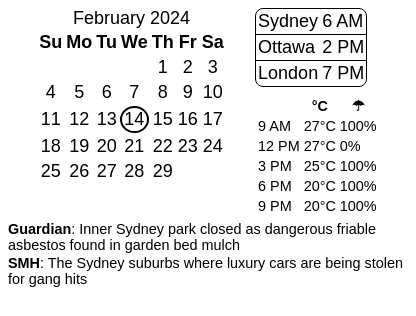 February 2024
Su Mo Tu We Th Fr Sa
1 2 3
4 5 6 7 8 9 10
11 12 13 14 15 16 17
18 19 20 21 22 23 24
25 26 27 28 29
Sydney 6 AM
Ottawa 2 PM
London 7 PM
°C ☂
9 AM 27°C 100%
12 PM 27°C 0%
3 PM 25°C 100%
6 PM 20°C 100%
9 PM 20°C 100%
Guardian: Inner Sydney park closed as dangerous friable
asbestos found in garden bed mulch
SMH: The Sydney suburbs where luxury cars are being stolen
for gang hits